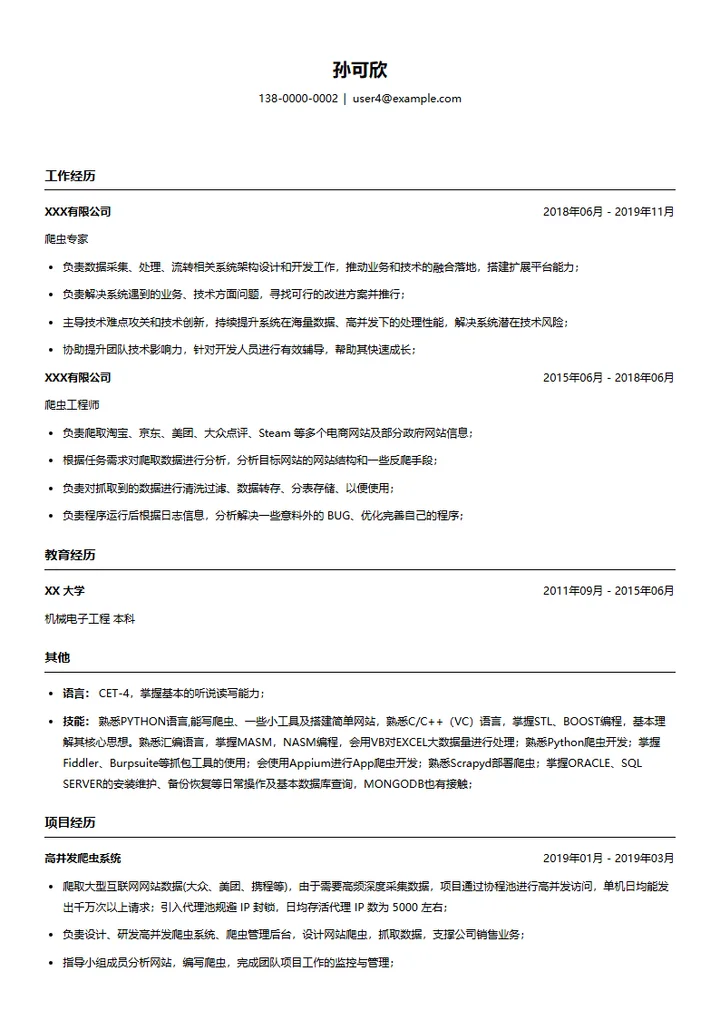 孙可欣
138-0000-0002 | user4@example.com
工作经历
XXX有限公司 2018年06月 - 2019年11月
爬虫专家
• 负责数据采集、处理、流转相关系统架构设计和开发工作，推动业务和技术的融合落地，搭建扩展平台能力；
• 负责解决系统遇到的业务、技术方面问题，寻找可行的改进方案并推行；
• 主导技术难点攻关和技术创新，持续提升系统在海量数据、高并发下的处理性能，解决系统潜在技术风险；
• 协助提升团队技术影响力，针对开发人员进行有效辅导，帮助其快速成长；
XXX有限公司 2015年06月 - 2018年06月
爬虫工程师
• 负责爬取淘宝、京东、美团、大众点评、Steam 等多个电商网站及部分政府网站信息；
• 根据任务需求对爬取数据进行分析，分析目标网站的网站结构和一些反爬手段；
• 负责对抓取到的数据进行清洗过滤、数据转存、分表存储、以便使用；
• 负责程序运行后根据日志信息，分析解决一些意料外的 BUG、优化完善自己的程序；
教育经历
XX 大学 2011年09月 - 2015年06月
机械电子工程 本科
其他
• 语言： CET-4，掌握基本的听说读写能力；
• 技能： 熟悉PYTHON语言,能写爬虫、一些小工具及搭建简单网站，熟悉C/C++（VC）语言，掌握STL、BOOST编程，基本理
解其核心思想。熟悉汇编语言，掌握MASM，NASM编程，会用VB对EXCEL大数据量进行处理；熟悉Python爬虫开发；掌握
Fiddler、Burpsuite等抓包工具的使用；会使用Appium进行App爬虫开发；熟悉Scrapyd部署爬虫；掌握ORACLE、SQL
SERVER的安装维护、备份恢复等日常操作及基本数据库查询，MONGODB也有接触；
项目经历
高并发爬虫系统 2019年01月 - 2019年03月
• 爬取大型互联网网站数据(大众、美团、携程等)，由于需要高频深度采集数据，项目通过协程池进行高并发访问，单机日均能发
出千万次以上请求；引入代理池规避 IP 封锁，日均存活代理 IP 数为 5000 左右；
• 负责设计、研发高并发爬虫系统、爬虫管理后台，设计网站爬虫，抓取数据，支撑公司销售业务；
• 指导小组成员分析网站，编写爬虫，完成团队项目工作的监控与管理；